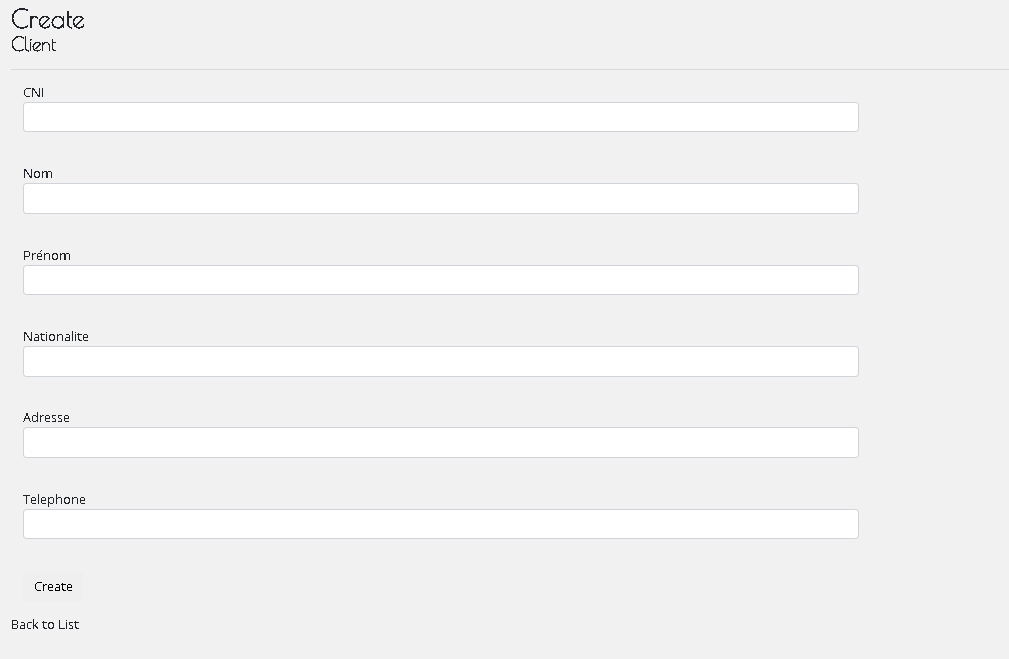 Create
Client
CNI
Nom
Prénom
Nationalite
Adresse
Telephone
Create
Back to List